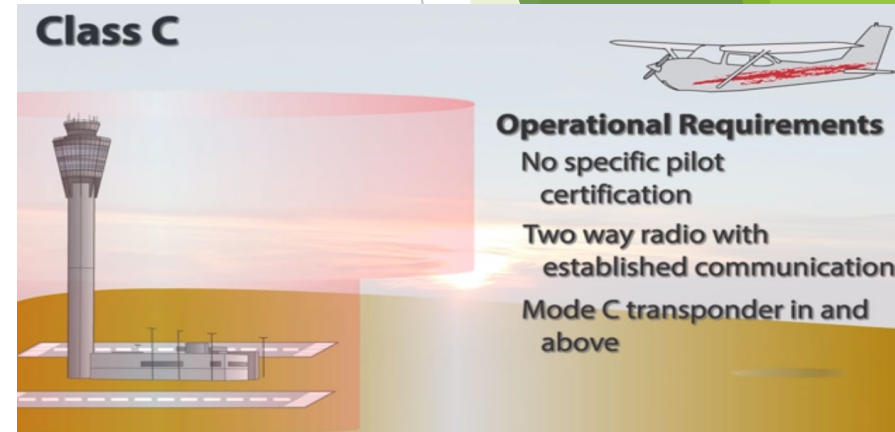 Class C
Operational Requirements
No specific pilot
certification
Two way radio with
established communication
Mode C transponder in and
above